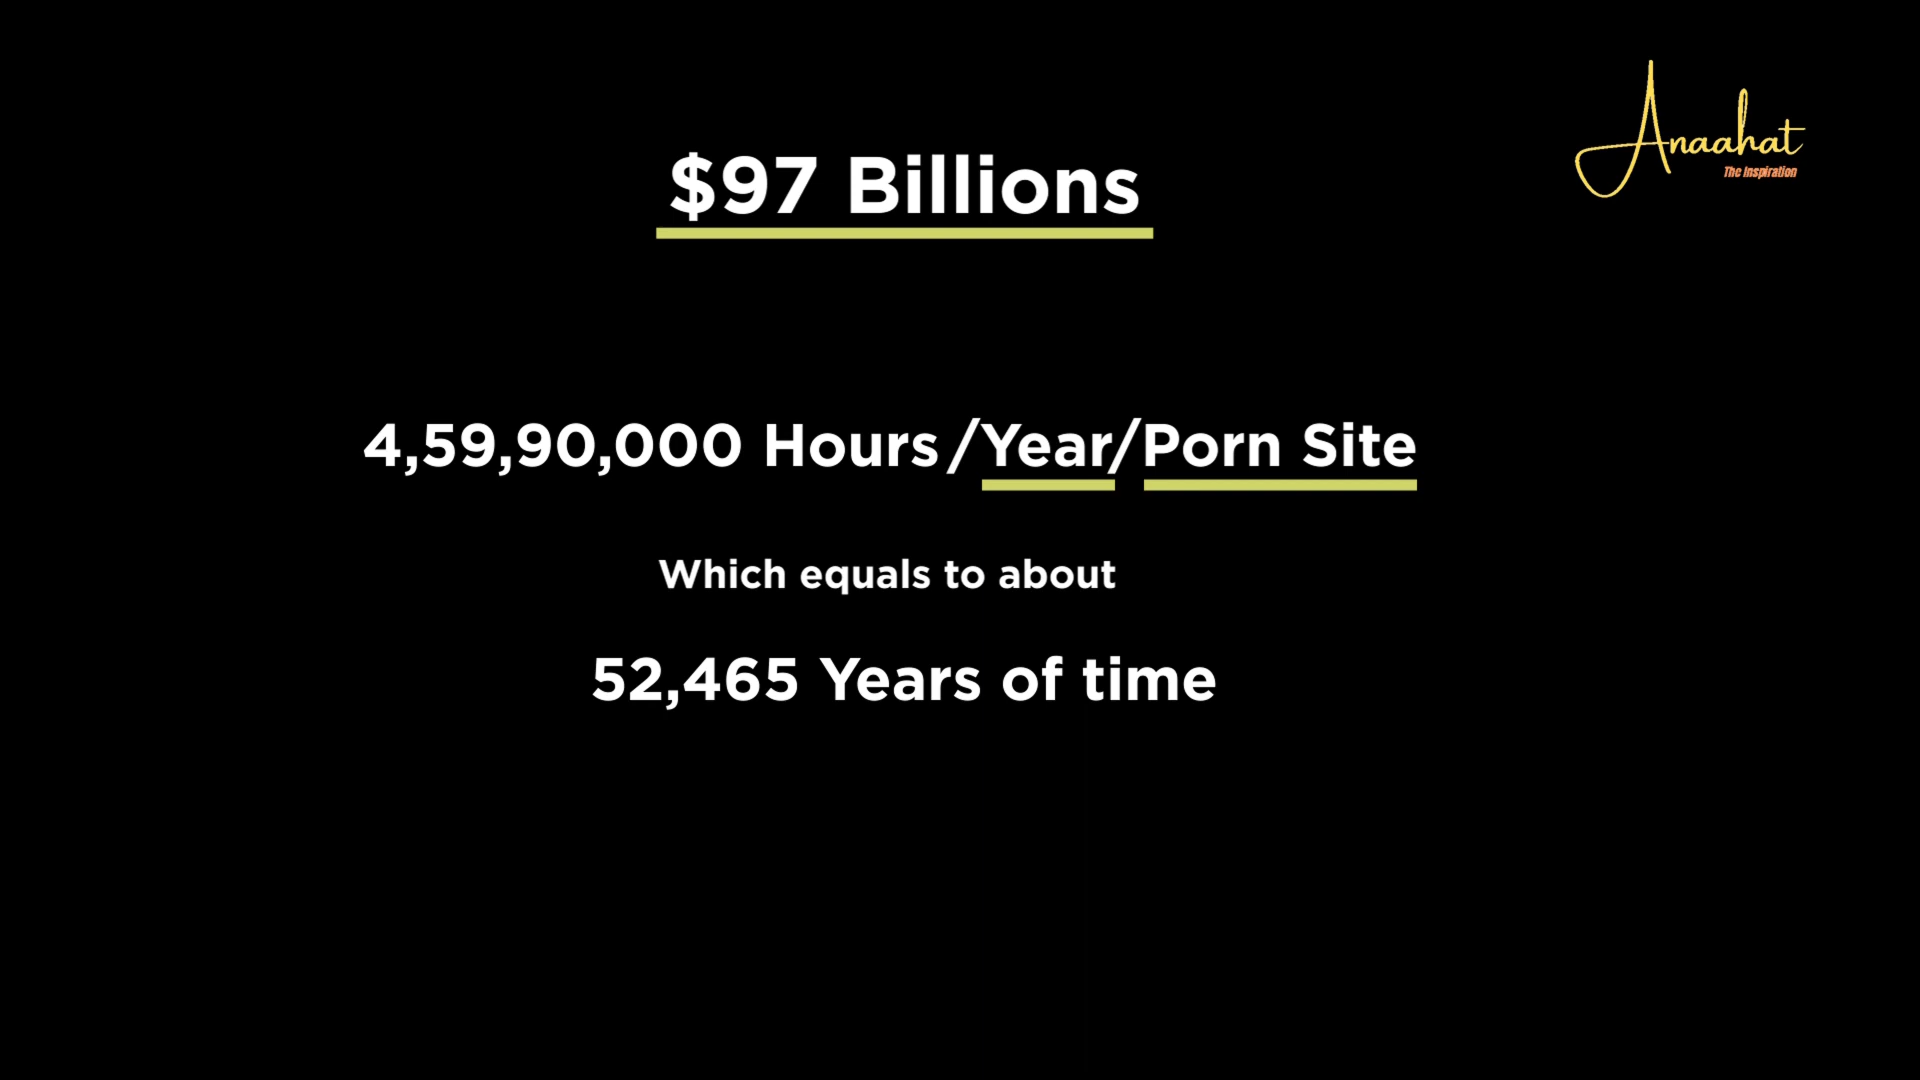 Anaahat
The Inspiration
$97 Billions
4,59,90,000 Hours /Year/Porn Site
Which equals to about
52,465 Years of time